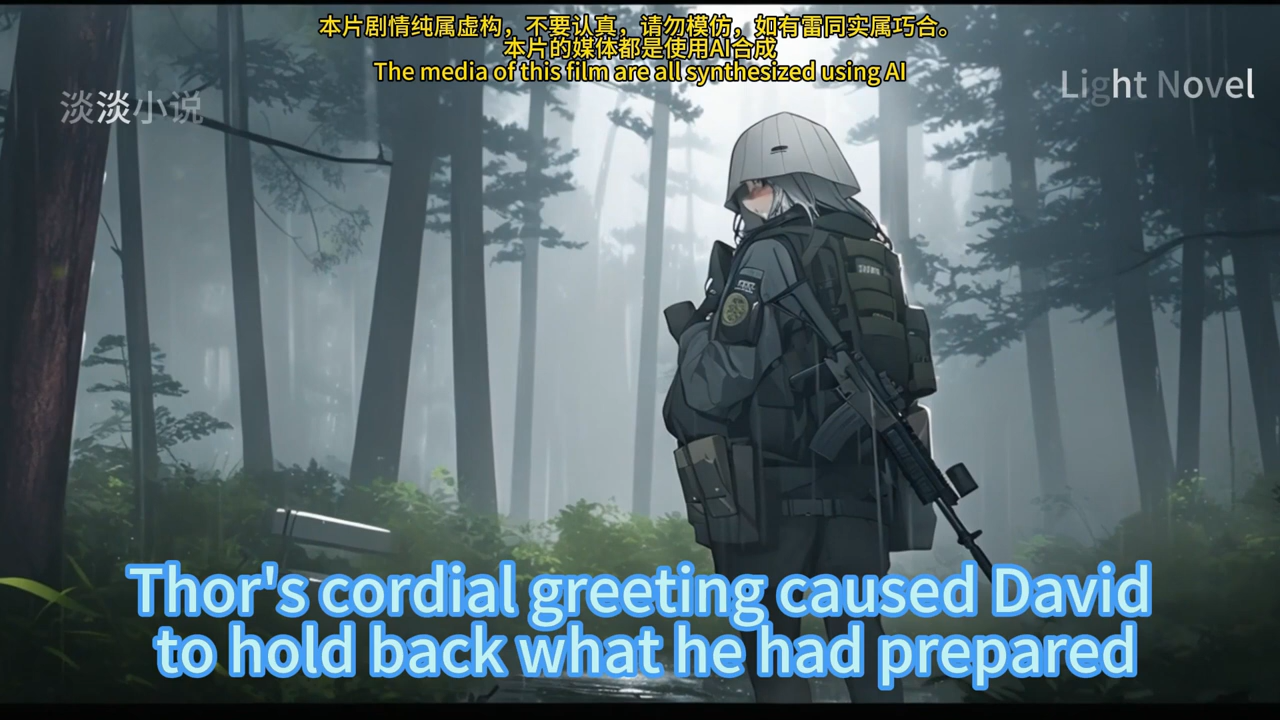 本片剧情纯属虚构，不要认真，请勿模仿，如有雷同实属巧合。
本片的媒体都是使用AI合成
The media of this film are all synthesized using AI
Light Novel
淡淡小说
Thor's cordial greeting caused David
to hold back what he had prepared